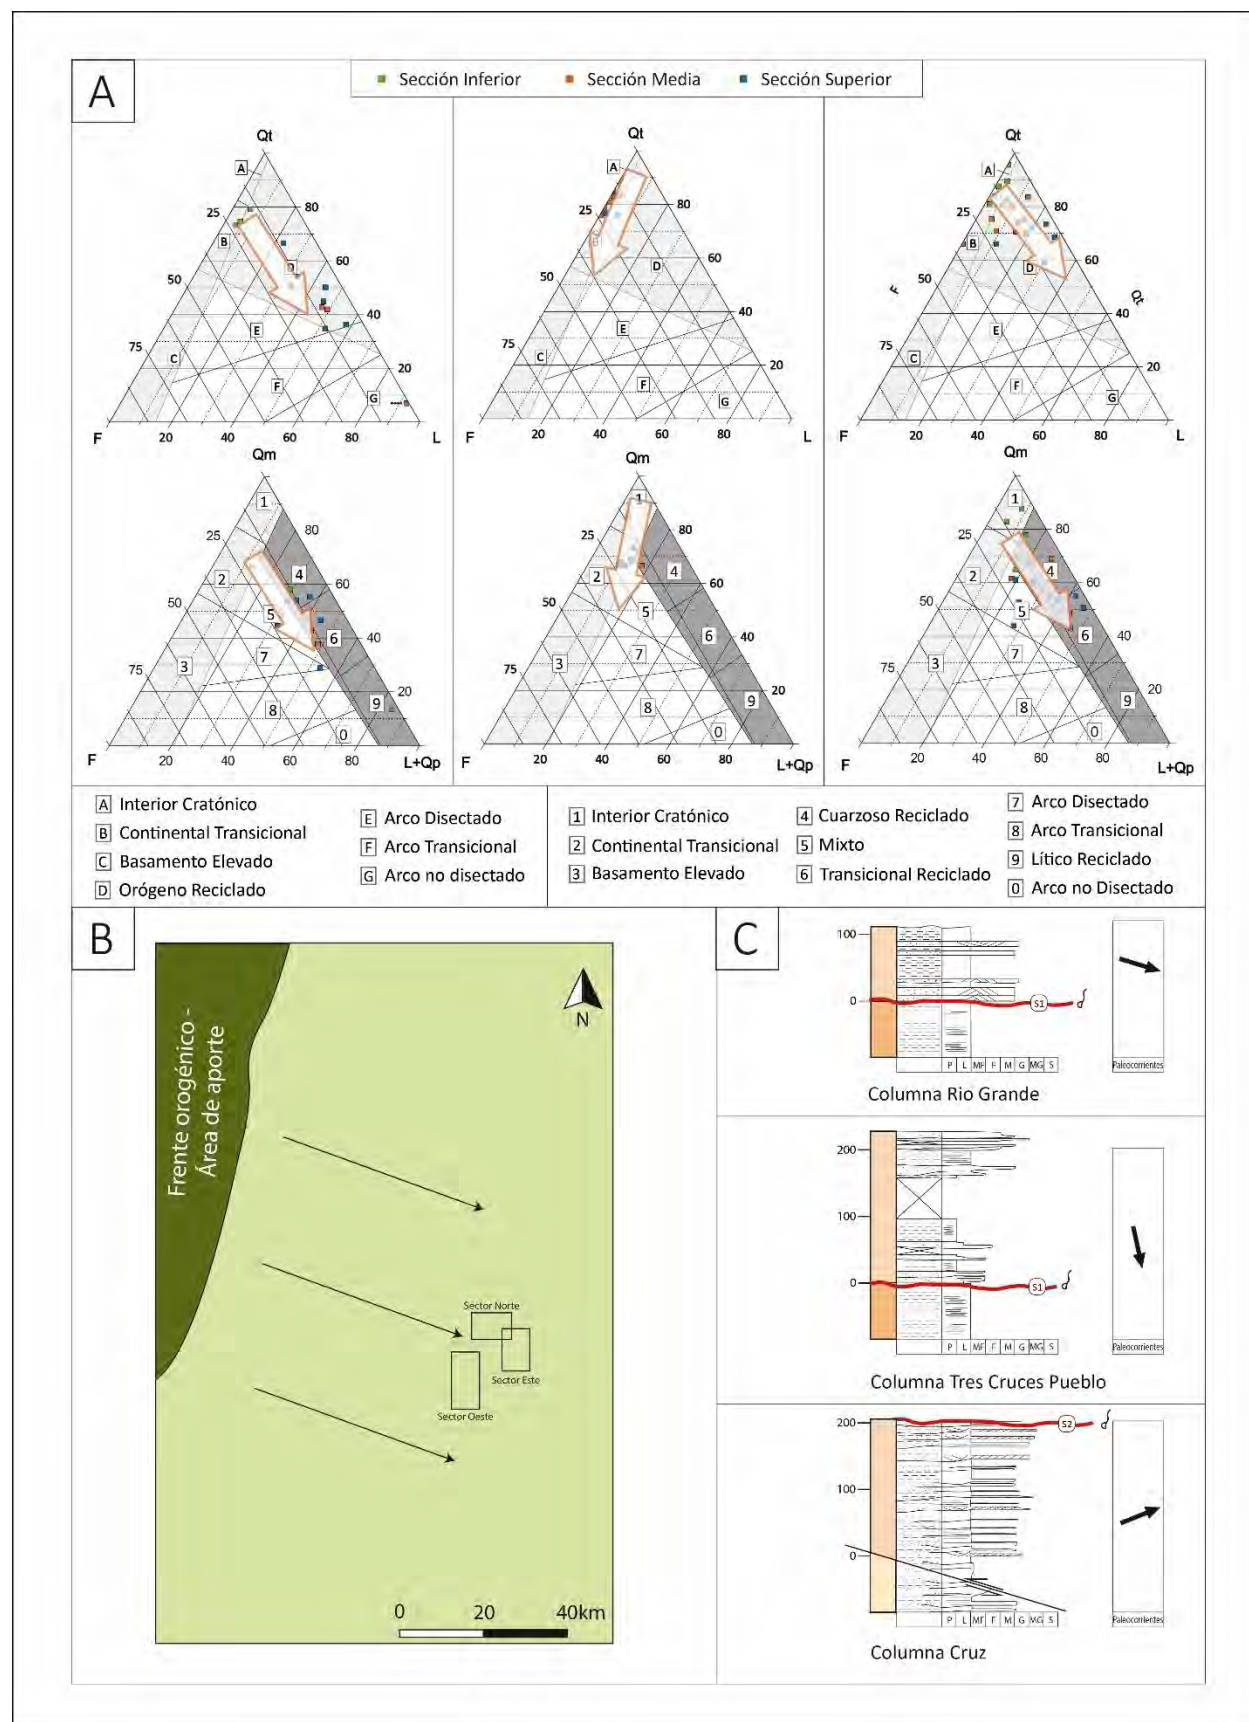 A
Sección Inferior
Sección Media
Sección Superior
Qt
A
80
25
B
D
60
50
E
40
75
C
F
20
G
F
20
40
60
80
L
Qt
A
80
25
D
60
50
E
40
75
C
F
20
G
F
20
40
60
80
L
Qt
A
80
25
B
D
60
50
F
Qt
E
40
75
C
F
20
G
F
20
40
60
80
L
Qm
1
80
25
2
4
60
50
5
6
40
7
3
75
9
20
8
0
F
20
40
60
80
L+Qp
Qm
1
80
25
2
4
60
50
5
6
40
7
3
75
9
20
8
0
F
20
40
60
80
L+Qp
Qm
1
80
25
2
4
60
50
5
6
40
7
3
75
9
20
8
0
F
20
40
60
80
L+Qp
A Interior Cratónico
B Continental Transicional
C Basamento Elevado
D Orógeno Reciclado
E Arco Disectado
F Arco Transicional
G Arco no disectado
1 Interior Cratónico
2 Continental Transicional
3 Basamento Elevado
4 Cuarzoso Reciclado
5 Mixto
6 Transicional Reciclado
7 Arco Disectado
8 Arco Transicional
9 Lítico Reciclado
0 Arco no Disectado
B
Frente orogénico -
Área de aporte
N
Sector Norte
Sector Este
Sector Oeste
0 20 40km
C
100
0
S1
P L MF F M G MG S
Paleocorrientes
Columna Rio Grande
200
100
0
S1
P L MF F M G MG S
Paleocorrientes
Columna Tres Cruces Pueblo
200
S2
100
0
P L MF F M G MG S
Paleocorrientes
Columna Cruz